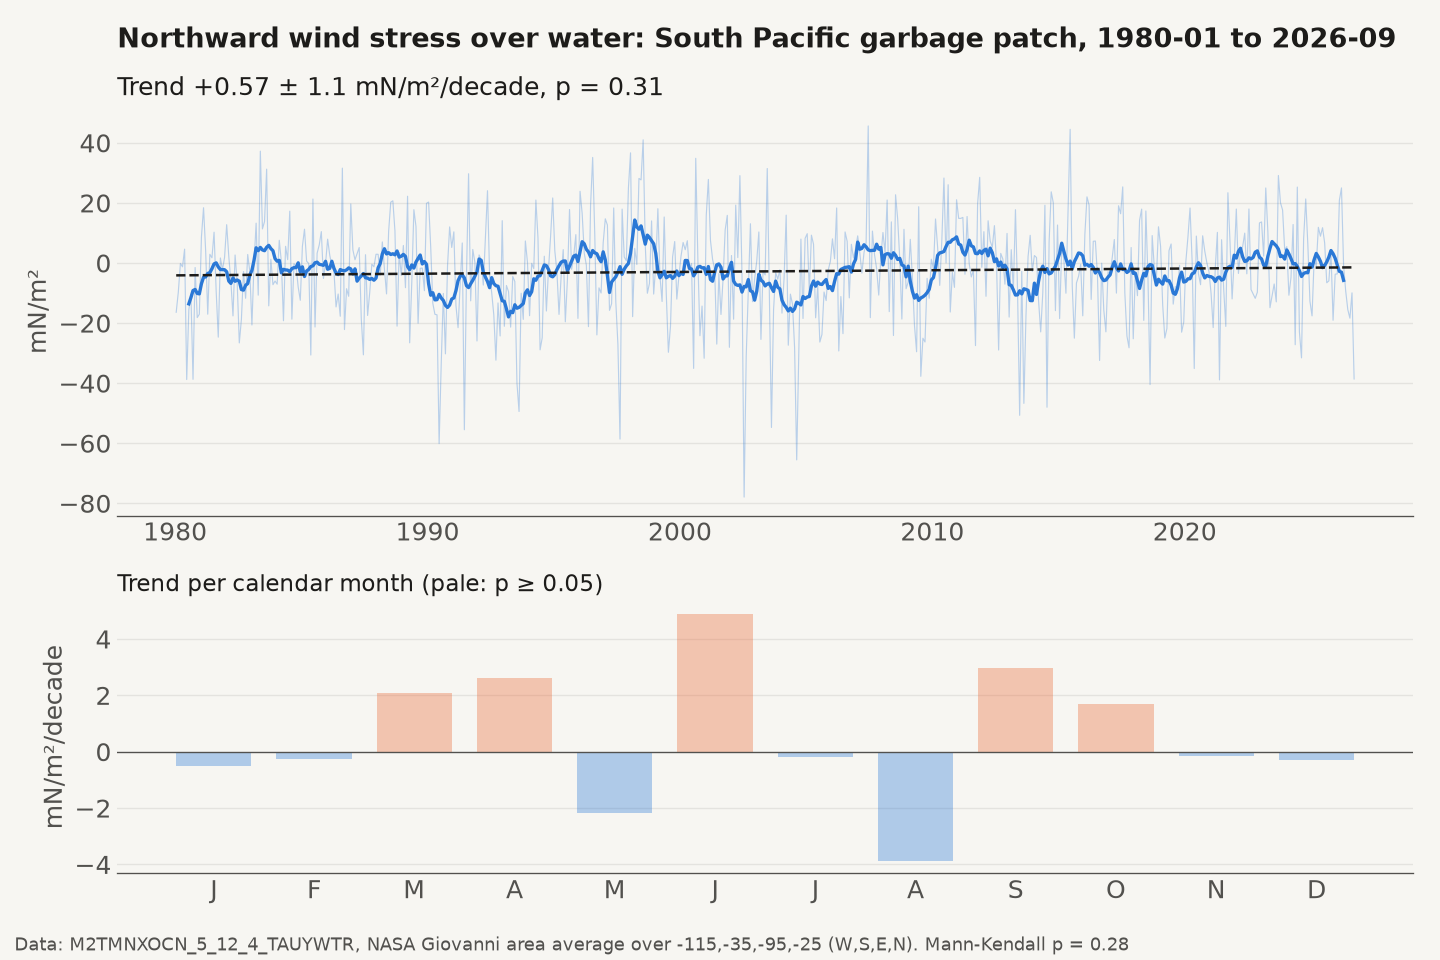 Northward wind stress over water: South Pacific garbage patch, 1980-01 to 2026-09
Trend +0.57 ± 1.1 mN/m²/decade, p = 0.31
mN/m²
40
20
0
−20
−40
−60
−80
1980 1990 2000 2010 2020
Trend per calendar month (pale: p ≥ 0.05)
mN/m²/decade
4
2
0
−2
−4
J F M A M J J A S O N D
Data: M2TMNXOCN_5_12_4_TAUYWTR, NASA Giovanni area average over -115,-35,-95,-25 (W,S,E,N). Mann-Kendall p = 0.28